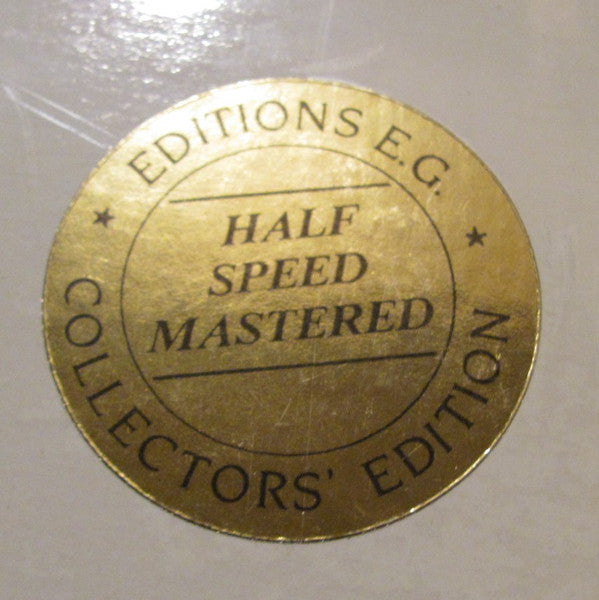 EDITIONS E.G.
HALF
SPEED
MASTERED
COLLECTORS' EDITION